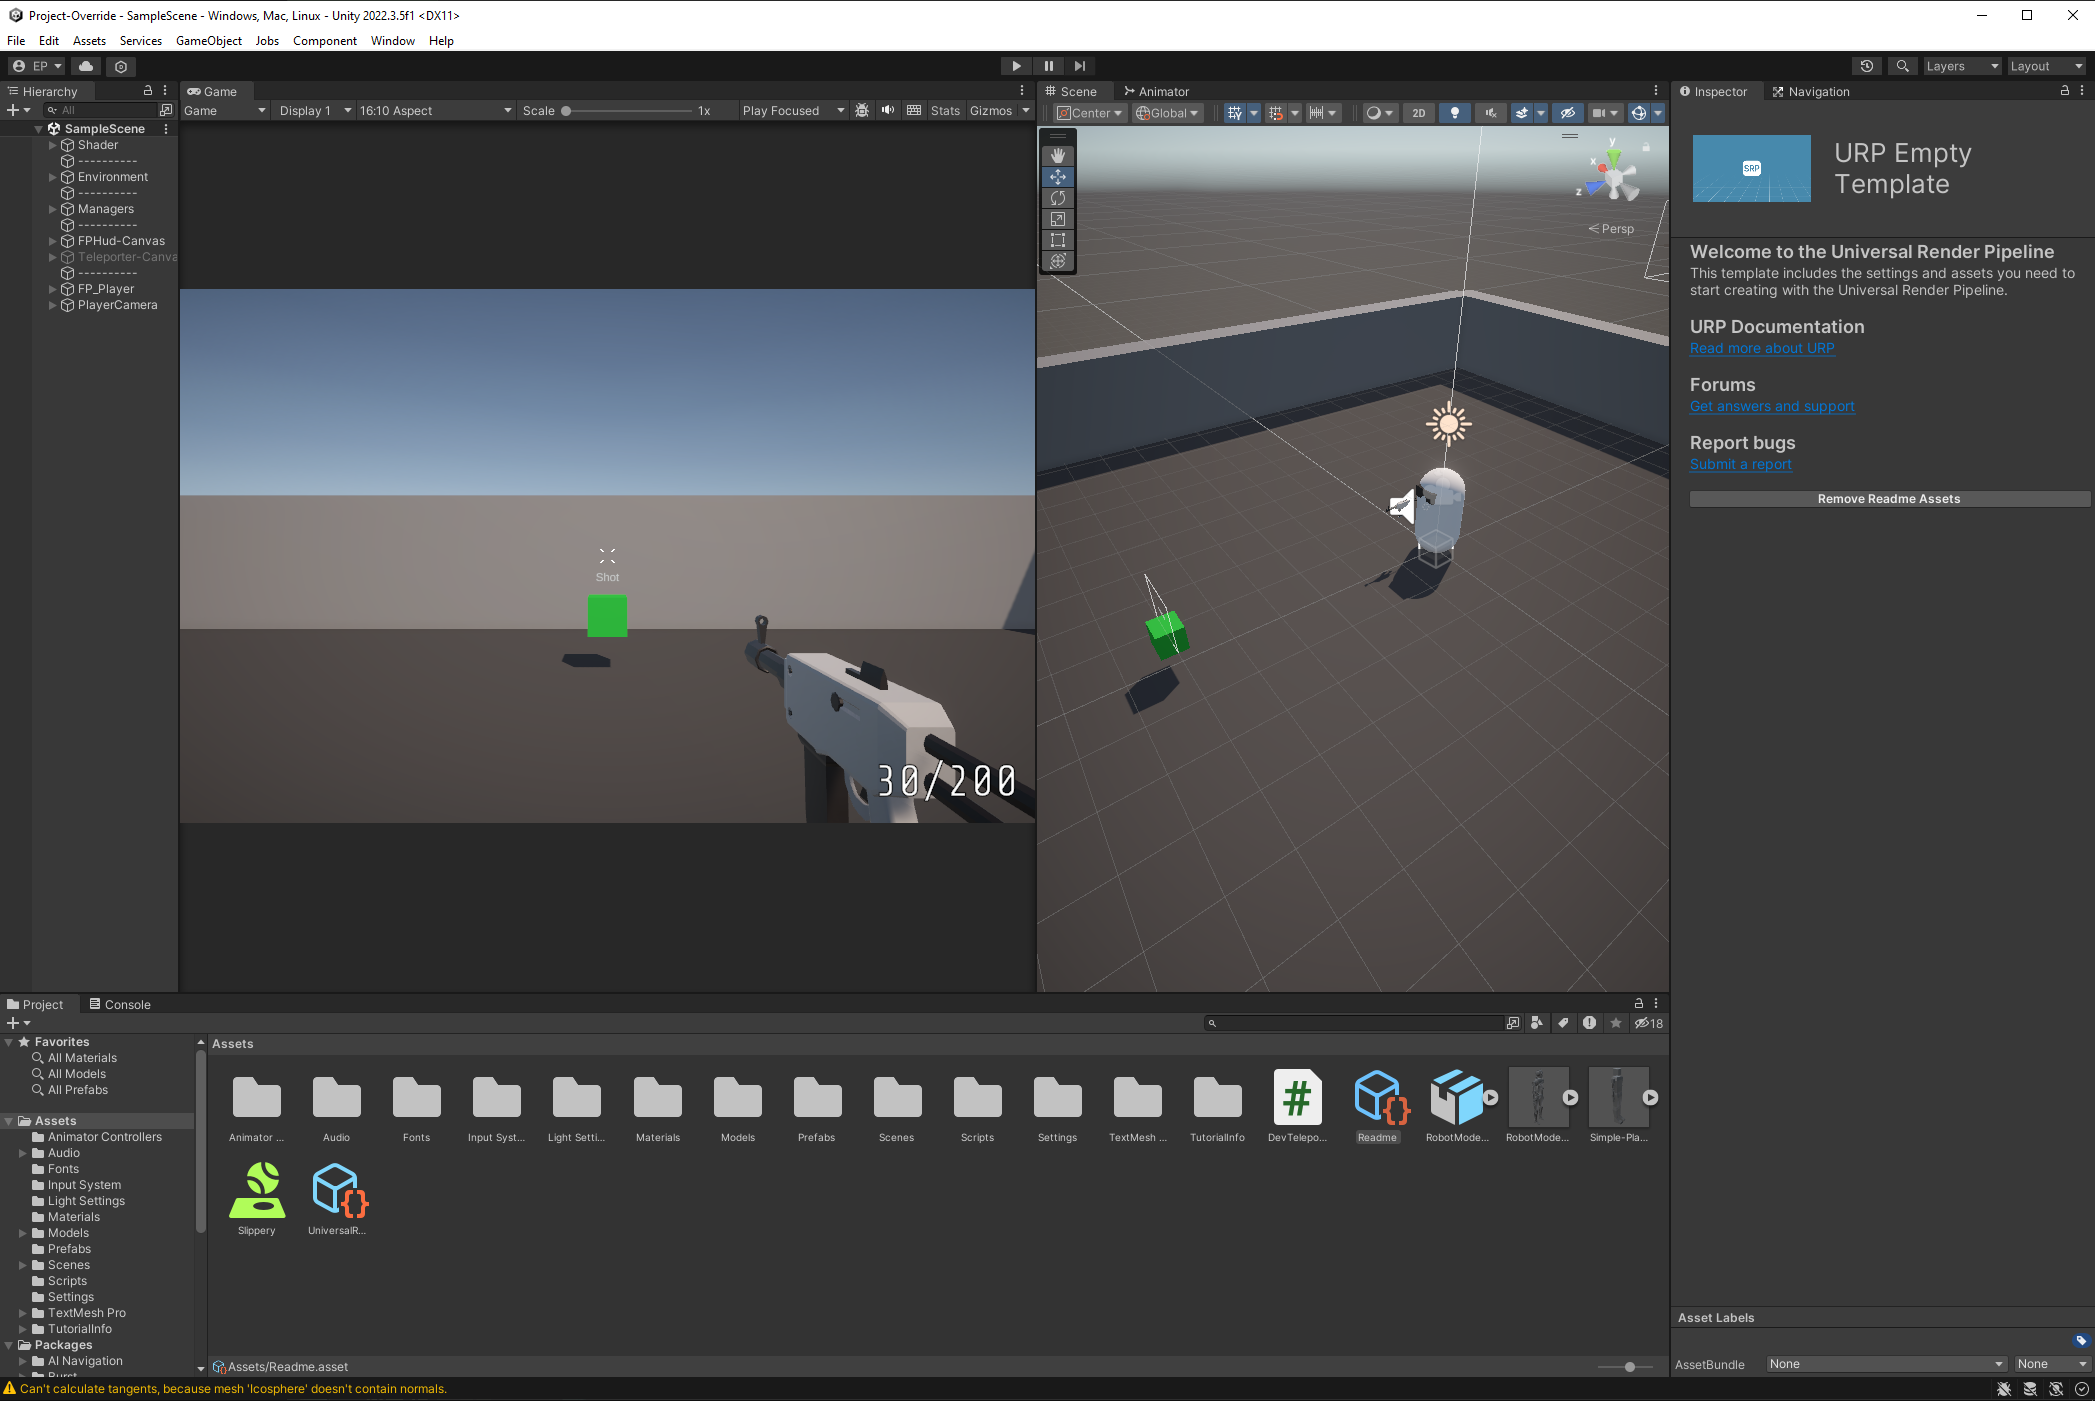 Project-Override - SampleScene - Windows, Mac, Linux - Unity 2022.3.5f1 <DX11>
File Edit Assets Services GameObject Jobs Component Window Help
EP
Layers Layout
Hierarchy
All
SampleScene
Shader
----------
Environment
----------
Managers
----------
FPHud-Canvas
Teleporter-Canva
----------
FP_Player
PlayerCamera
Game
Game Display 1 16:10 Aspect Scale 1x Play Focused Stats Gizmos
Shot
30/200
Scene Animator
Center Global 2D
y
x
z
Persp
Inspector Navigation
SRP
URP Empty
Template
Welcome to the Universal Render Pipeline
This template includes the settings and assets you need to
start creating with the Universal Render Pipeline.
URP Documentation
Read more about URP
Forums
Get answers and support
Report bugs
Submit a report
Remove Readme Assets
Project Console
18
Favorites
All Materials
All Models
All Prefabs
Assets
Animator Controllers
Audio
Fonts
Input System
Light Settings
Materials
Models
Prefabs
Scenes
Scripts
Settings
TextMesh Pro
TutorialInfo
Packages
AI Navigation
Burst
Assets
Animator ... Audio Fonts Input Syst... Light Setti... Materials Models Prefabs Scenes Scripts Settings TextMesh ... TutorialInfo DevTelepo... Readme RobotMode... RobotMode... Simple-Pla...
Slippery UniversalR...
Assets/Readme.asset
Asset Labels
AssetBundle None None
Can't calculate tangents, because mesh 'Icosphere' doesn't contain normals.